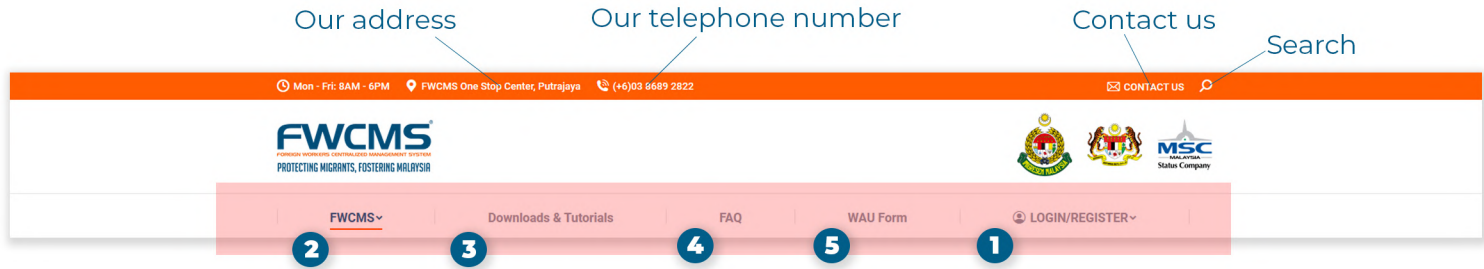 Our address
Our telephone number
Contact us
Search
Mon - Fri: 8AM - 6PM
FWCMS One Stop Center, Putrajaya
(+6)03 8689 2822
CONTACT US
FWCMS
FOREIGN WORKERS CENTRALIZED MANAGEMENT SYSTEM
PROTECTING MIGRANTS, FOSTERING MALAYSIA
MSC
MALAYSIA
Status Company
FWCMS
Downloads & Tutorials
FAQ
WAU Form
LOGIN/REGISTER
2
3
4
5
1